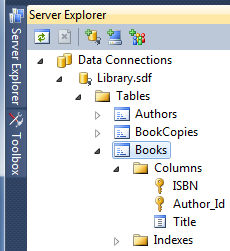 Server Explorer
Toolbox
Server Explorer
Data Connections
Library.sdf
Tables
Authors
BookCopies
Books
Columns
ISBN
Author_Id
Title
Indexes